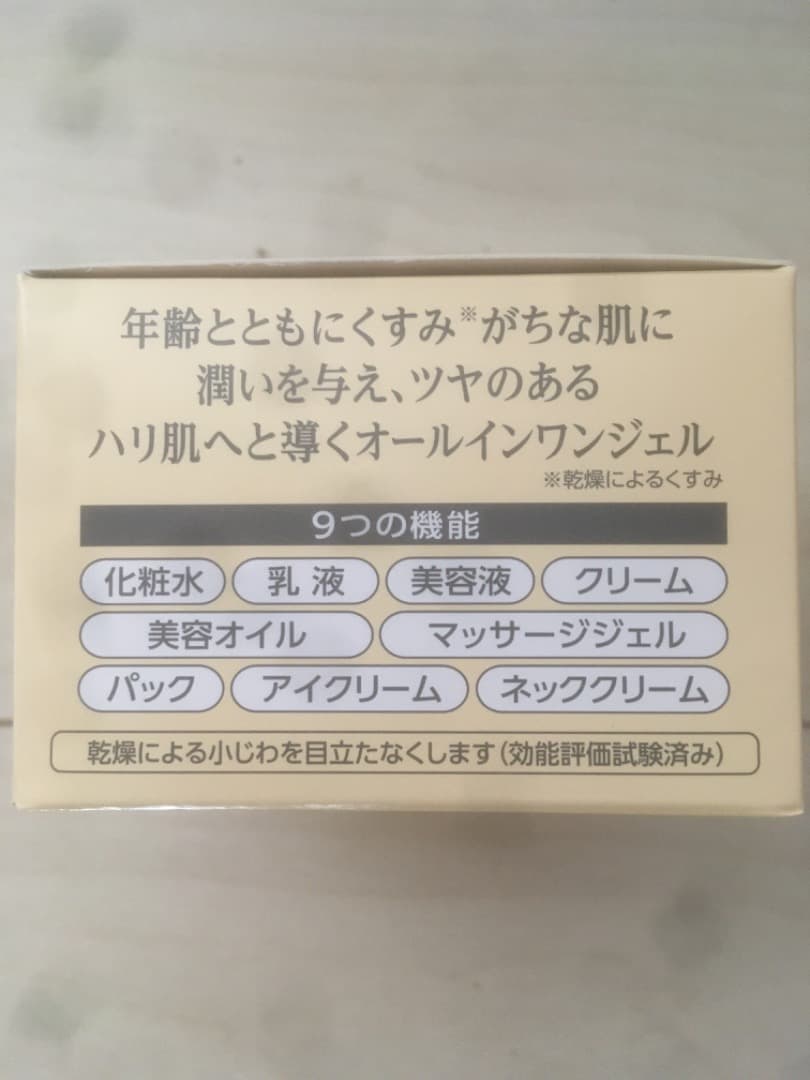 年齢とともにくすみ※がちな肌に
潤いを与え、ツヤのある
ハリ肌へと導くオールインワンジェル
※乾燥によるくすみ
9つの機能
化粧水 乳液 美容液 クリーム
美容オイル マッサージジェル
パック アイクリーム ネッククリーム
乾燥による小じわを目立たなくします(効能評価試験済み)